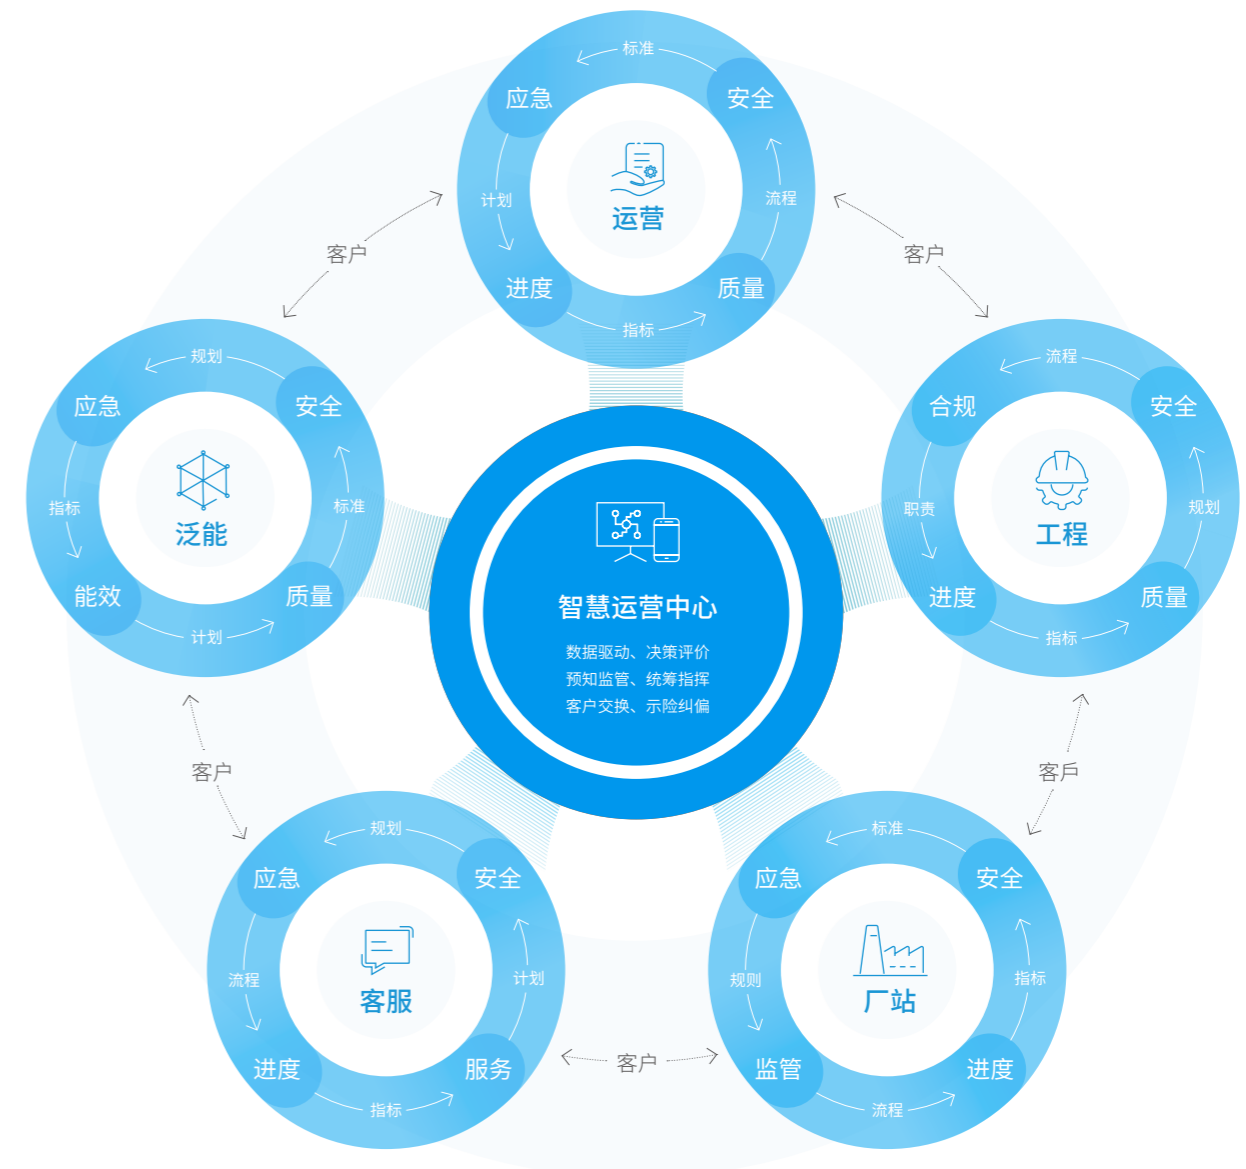 标准
应急
安全
计划
运营
流程
进度
质量
指标
客户
客户
规划
应急
安全
指标
泛能
标准
能效
质量
计划
流程
合规
安全
职责
工程
规划
进度
质量
指标
智慧运营中心
数据驱动、决策评价
预知监管、统筹指挥
客户交换、示险纠偏
客户
客戶
规划
应急
安全
流程
客服
计划
进度
服务
指标
标准
应急
安全
规则
厂站
指标
监管
进度
流程
客户